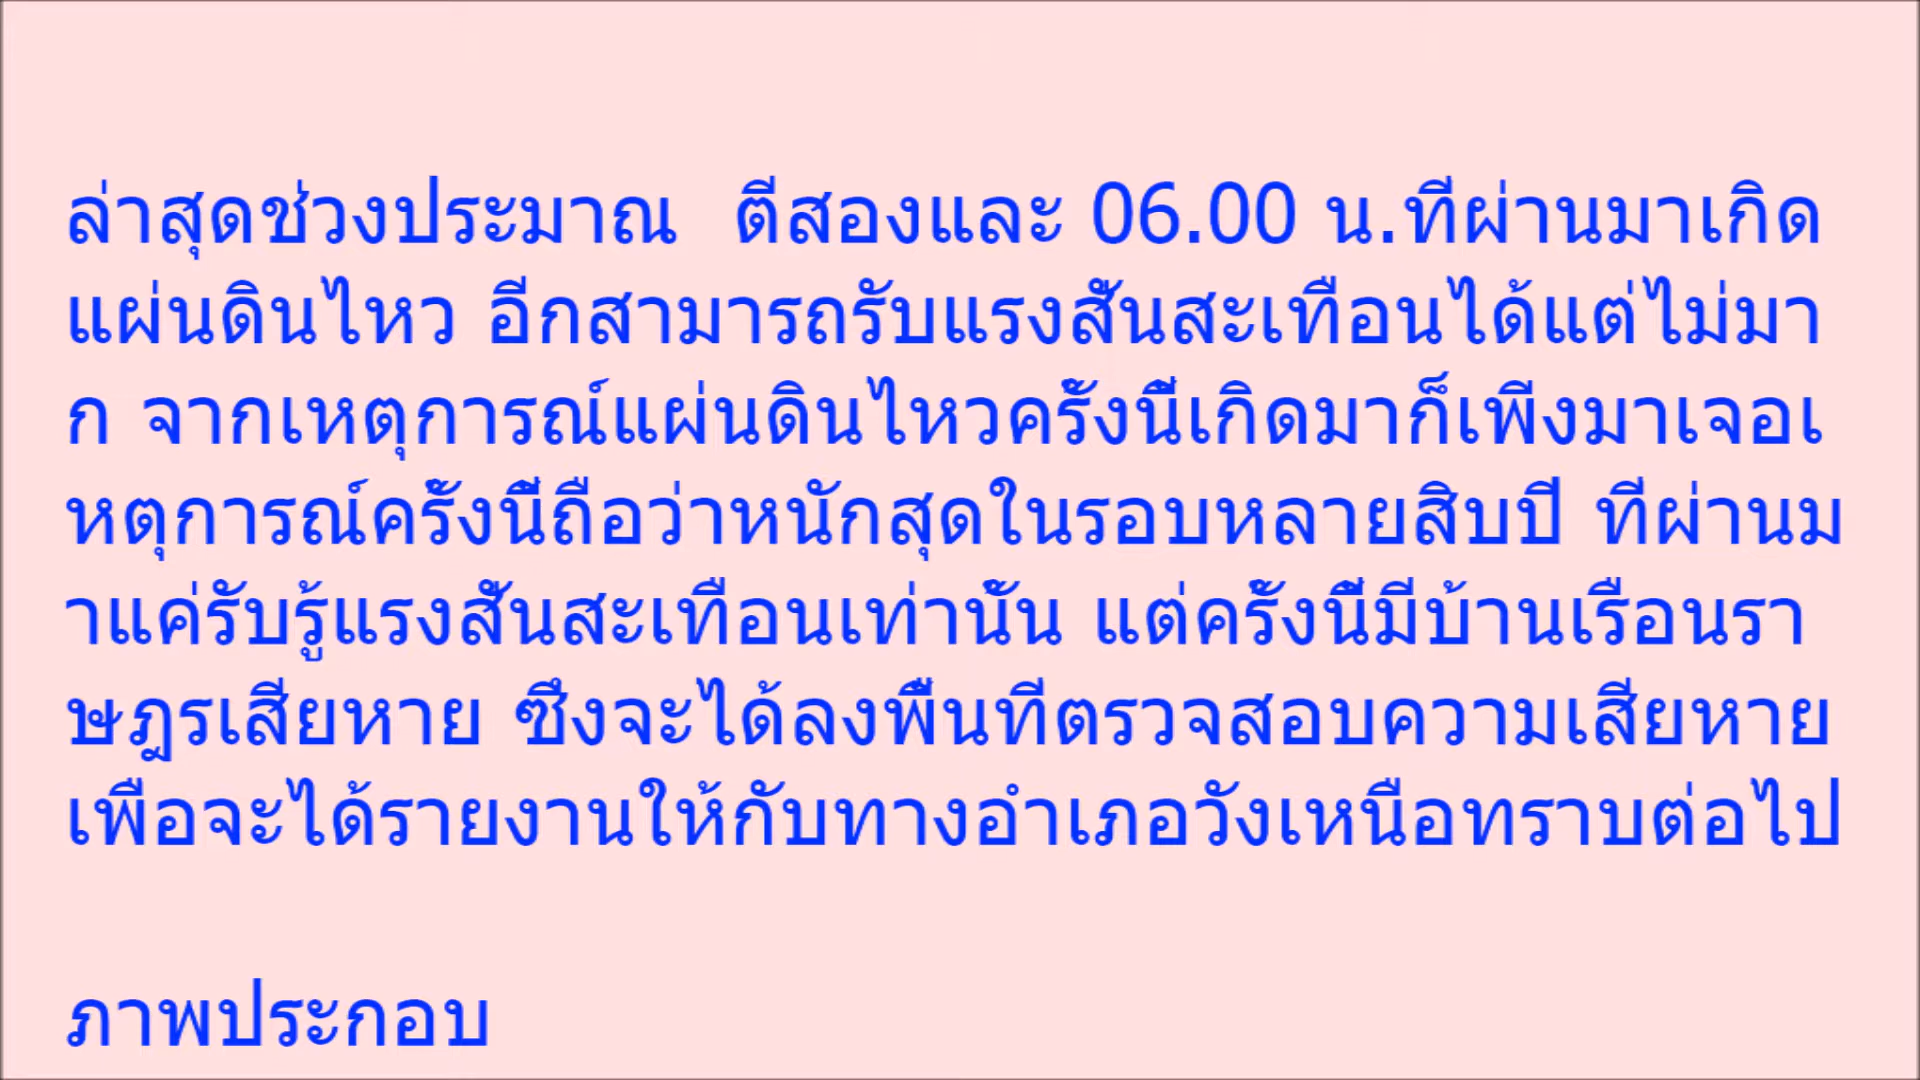 ล่าสุดช่วงประมาณ  ตีสองและ 06.00 น.ที่ผ่านมาเกิด
แผ่นดินไหว อีกสามารถรับแรงสั่นสะเทือนได้แต่ไม่มา
ก จากเหตุการณ์แผ่นดินไหวครั้งนี้เกิดมาก็เพิ่งมาเจอเ
หตุการณ์ครั้งนี้ถือว่าหนักสุดในรอบหลายสิบปี ที่ผ่านม
าแค่รับรู้แรงสั่นสะเทือนเท่านั้น แต่ครั้งนี้มีบ้านเรือนรา
ษฎรเสียหาย ซึ่งจะได้ลงพื้นที่ตรวจสอบความเสียหาย
เพื่อจะได้รายงานให้กับทางอำเภอวังเหนือทราบต่อไป
ภาพประกอบ